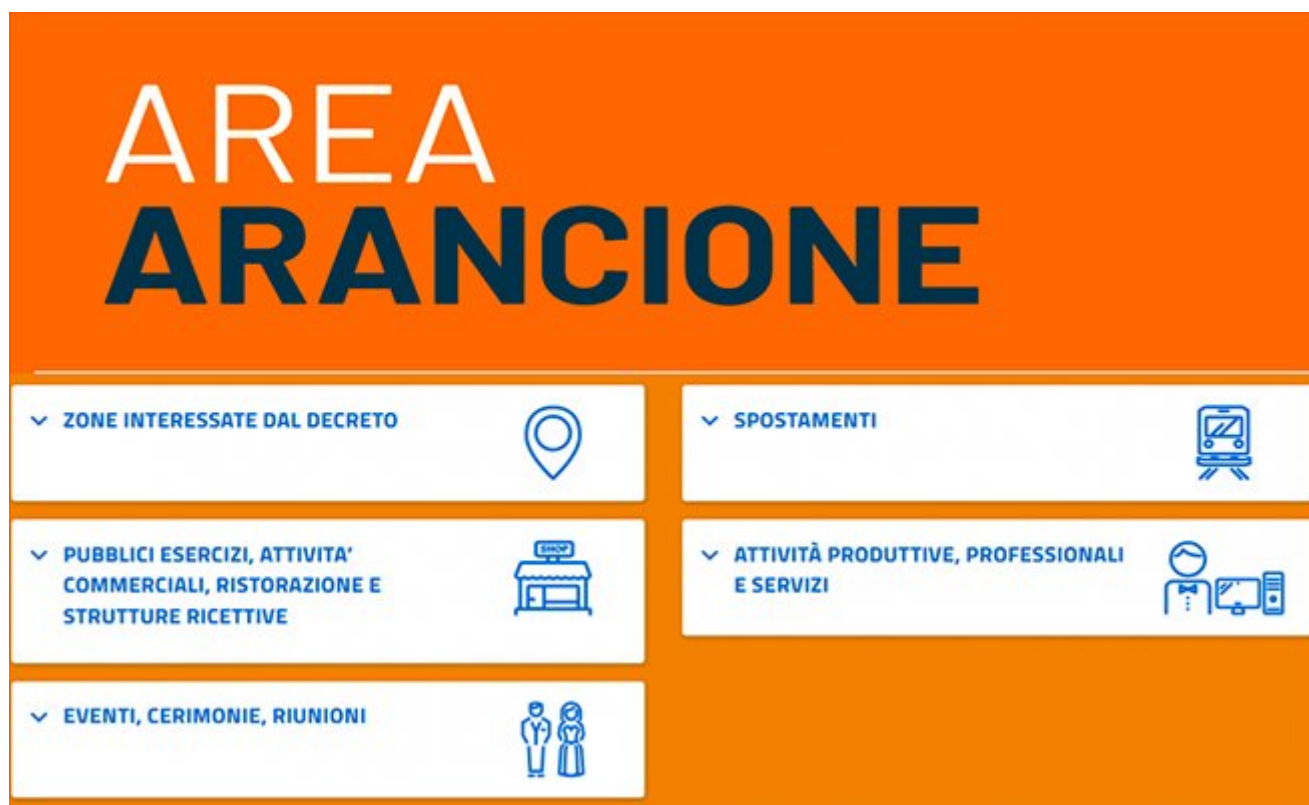 AREA
ARANCIONE
ZONE INTERESSATE DAL DECRETO
SPOSTAMENTI
PUBBLICI ESERCIZI, ATTIVITA'
COMMERCIALI, RISTORAZIONE E
STRUTTURE RICETTIVE
SHOP
ATTIVITÀ PRODUTTIVE, PROFESSIONALI
E SERVIZI
EVENTI, CERIMONIE, RIUNIONI